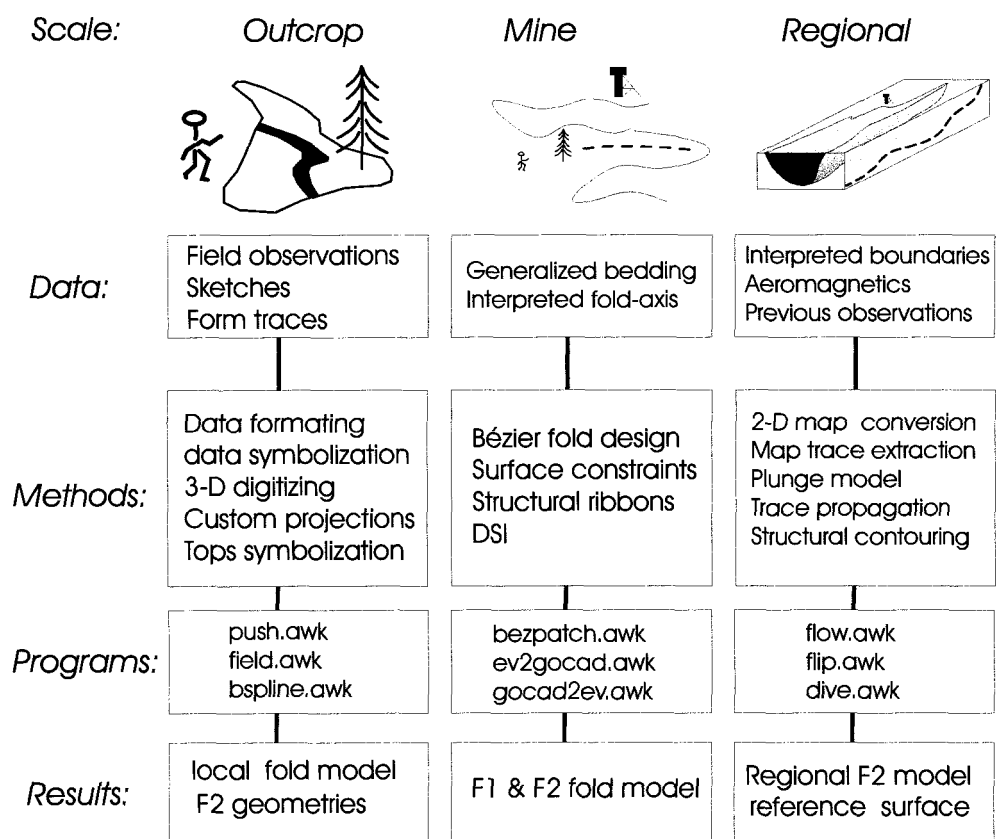 Scale: Outcrop Mine Regional
Data:
Field observations
Sketches
Form traces
Generalized bedding
Interpreted fold-axis
Interpreted boundaries
Aeromagnetics
Previous observations
Methods:
Data formating
data symbolization
3-D digitizing
Custom projections
Tops symbolization
Bézier fold design
Surface constraints
Structural ribbons
DSI
2-D map conversion
Map trace extraction
Plunge model
Trace propagation
Structural contouring
Programs:
push.awk
field.awk
bspline.awk
bezpatch.awk
ev2gocad.awk
gocad2ev.awk
flow.awk
flip.awk
dive.awk
Results:
local fold model
F2 geometries
F1 & F2 fold model
Regional F2 model
reference surface